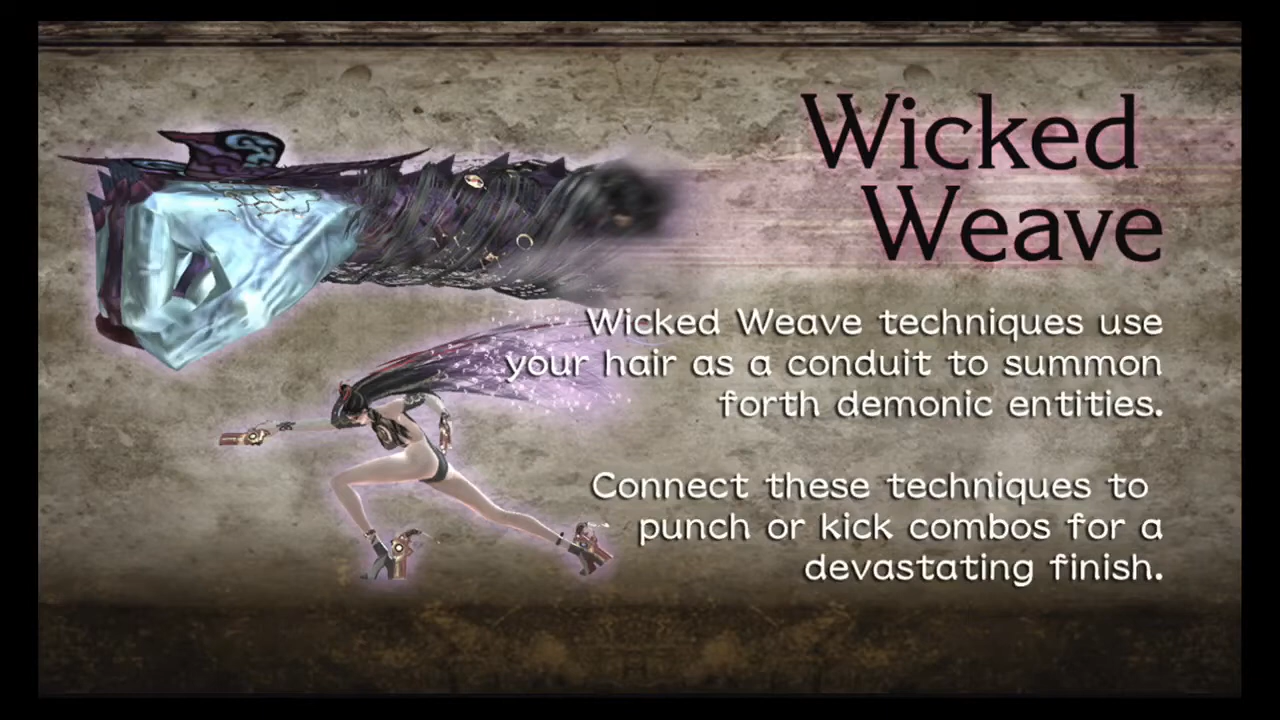 Wicked
Weave
Wicked Weave techniques use
your hair as a conduit to summon
forth demonic entities.
Connect these techniques to
punch or kick combos for a
devastating finish.